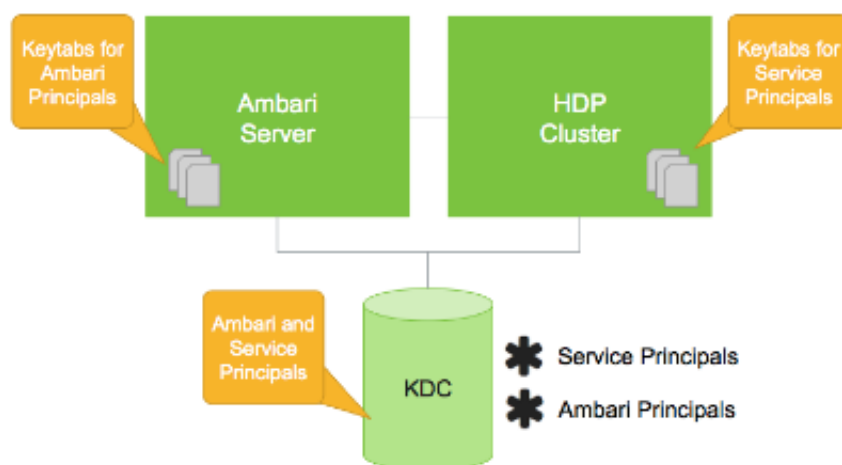 Keytabs for
Ambari
Principals
Ambari
Server
HDP
Cluster
Keytabs for
Service
Principals
Ambari and
Service
Principals
KDC
Service Principals
Ambari Principals